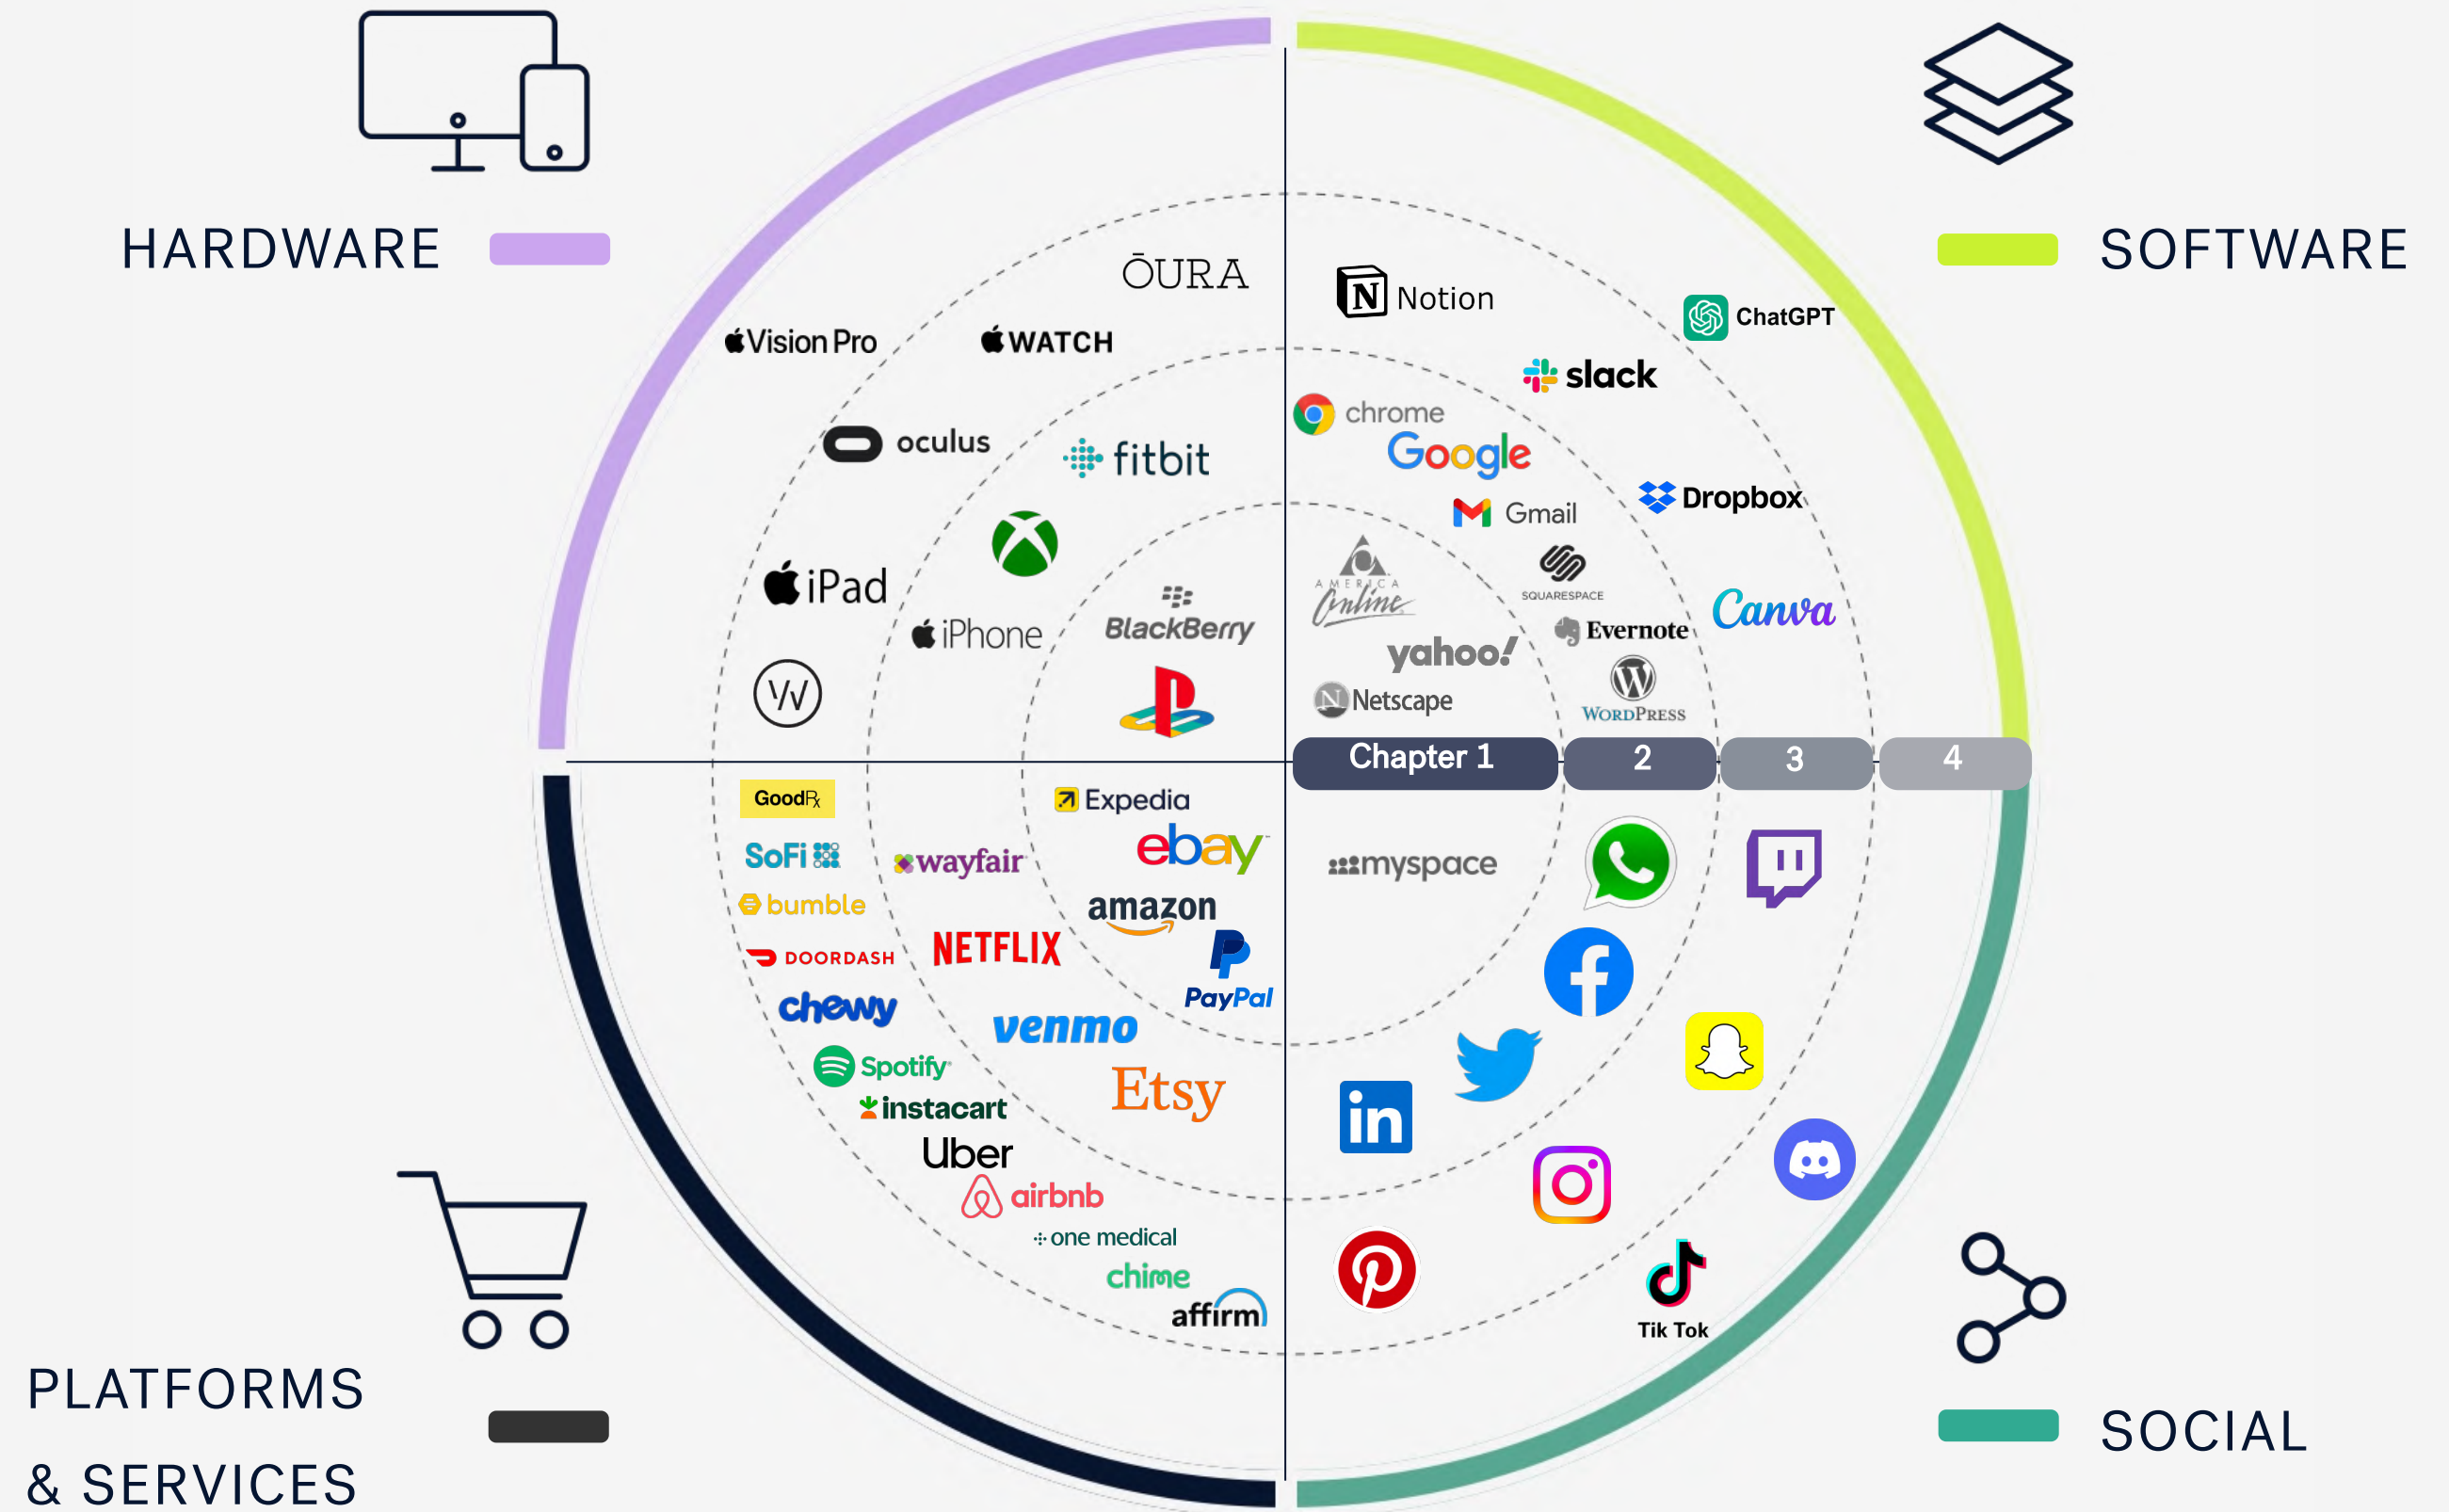 HARDWARE
SOFTWARE
ŌURA
Vision Pro
WATCH
oculus
fitbit
iPad
iPhone
BlackBerry
W
N Notion
ChatGPT
slack
chrome
Google
Dropbox
Gmail
AMERICA
Online
SQUARESPACE
Canva
Evernote
yahoo!
N Netscape
W
WORDPRESS
Chapter 1
2
3
4
GoodRx
SoFi
bumble
DOORDASH
chewy
Spotify
instacart
Uber
airbnb
one medical
chime
affirm
wayfair
NETFLIX
venmo
Etsy
Expedia
ebay
amazon
PayPal
myspace
f
in
Tik Tok
PLATFORMS
& SERVICES
SOCIAL